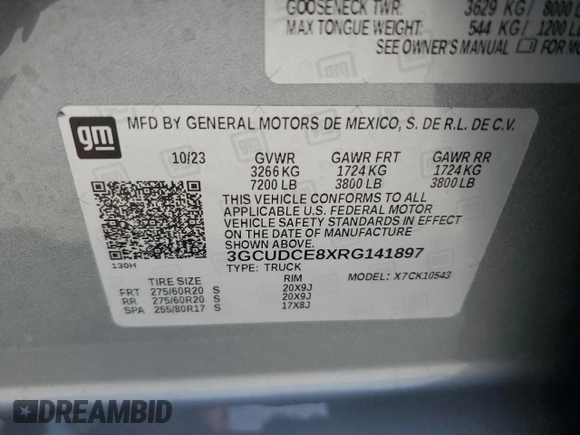 GOOSENECK TWR: 3629 KG/ 8000
MAX TONGUE WEIGHT: 544 KG/ 1200 LB
SEE OWNER'S MANUAL FOR MO
gm MFD BY GENERAL MOTORS DE MEXICO, S. DE R.L. DE C.V.
10/23 GVWR GAWR FRT GAWR RR
3266 KG 1724 KG 1724 KG
7200 LB 3800 LB 3800 LB
THIS VEHICLE CONFORMS TO ALL
APPLICABLE U.S. FEDERAL MOTOR
VEHICLE SAFETY STANDARDS IN EFFECT
ON THE DATE OF MANUFACTURE
SHOWN ABOVE.
130H 3GCUDCE8XRG141897
TYPE: TRUCK MODEL: X7CK10543
TIRE SIZE RIM
FRT 275/60R20 S 20X9J
RR 275/60R20 S 20X9J
SPA 255/80R17 S 17X8J
DREAMBID